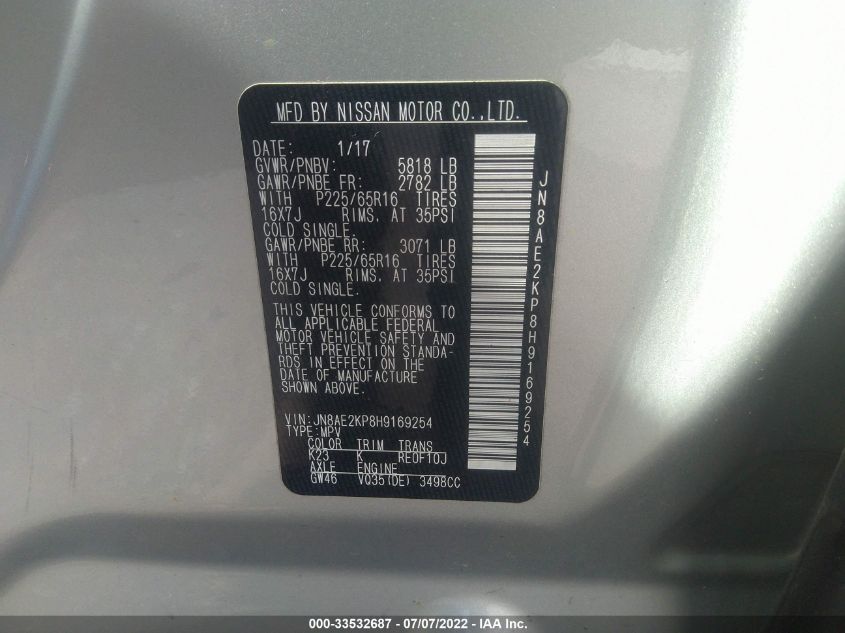 MFD BY NISSAN MOTOR CO.,LTD.
DATE: 1/17
GVWR/PNBV: 5818 LB
GAWR/PNBE FR: 2782 LB
WITH P225/65R16 TIRES
16X7J RIMS. AT 35PSI
COLD SINGLE.
GAWR/PNBE RR: 3071 LB
WITH P225/65R16 TIRES
16X7J RIMS. AT 35PSI
COLD SINGLE.
THIS VEHICLE CONFORMS TO
ALL APPLICABLE FEDERAL
MOTOR VEHICLE SAFETY AND
THEFT PREVENTION STANDA-
RDS IN EFFECT ON THE
DATE OF MANUFACTURE
SHOWN ABOVE.
VIN:JN8AE2KP8H9169254
TYPE:MPV
COLOR TRIM TRANS
K23 K RE0F10J
AXLE ENGINE
GW46 VQ35(DE) 3498CC
JN8AE2KP8H9169254
000-33532687 - 07/07/2022 - IAA Inc.